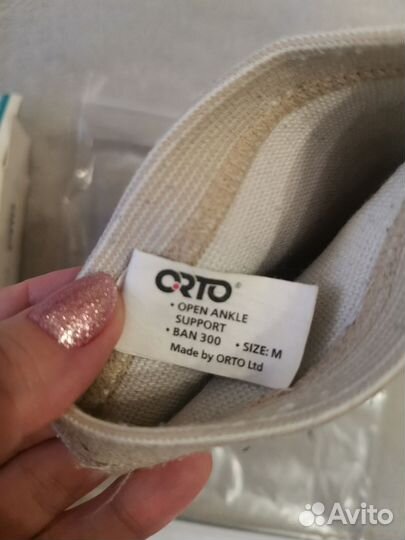 ORTO®
• OPEN ANKLE
SUPPORT
• BAN 300 • SIZE: M
Made by ORTO Ltd
Avito